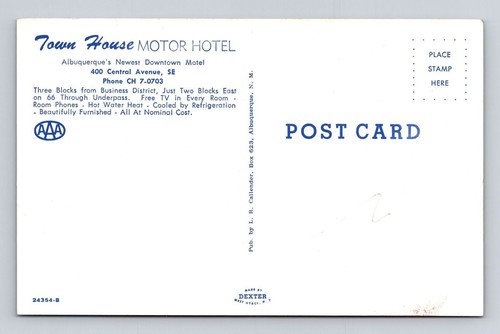 Town House MOTOR HOTEL
Albuquerque's Newest Downtown Motel
400 Central Avenue, SE
Phone CH 7-0703
Three Blocks from Business District, Just Two Blocks East
on 66 Through Underpass. Free TV in Every Room -
Room Phones - Hot Water Heat - Cooled by Refrigeration
- Beautifully Furnished - All At Nominal Cost.
AAA
PLACE
STAMP
HERE
POST CARD
Pub. by L. R. Callender, Box 623, Albuquerque, N. M.
24354-B
MADE BY
DEXTER
WEST NYACK, N. Y.